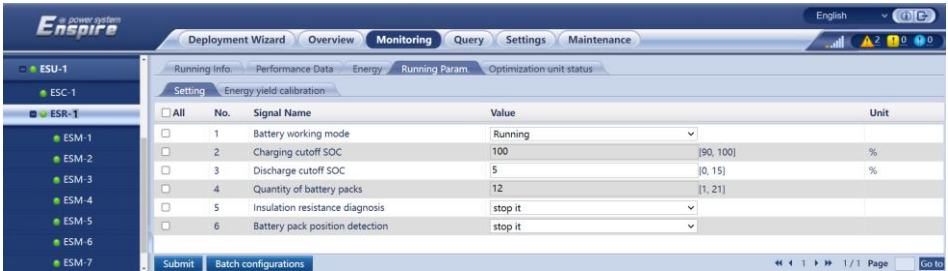 power system
Enspire
English
Deployment Wizard Overview Monitoring Query Settings Maintenance
2 0 0
ESU-1
Running Info. Performance Data Energy Running Param. Optimization unit status
ESC-1
Setting Energy yield calibration
ESR-1
All No. Signal Name Value Unit
ESM-1
1 Battery working mode Running
2 Charging cutoff SOC 100 [90, 100] %
ESM-2
3 Discharge cutoff SOC 5 [0, 15] %
ESM-3
4 Quantity of battery packs 12 [1, 21]
ESM-4
5 Insulation resistance diagnosis stop it
ESM-5
6 Battery pack position detection stop it
ESM-6
ESM-7
Submit Batch configurations 1 1/1 Page Go to